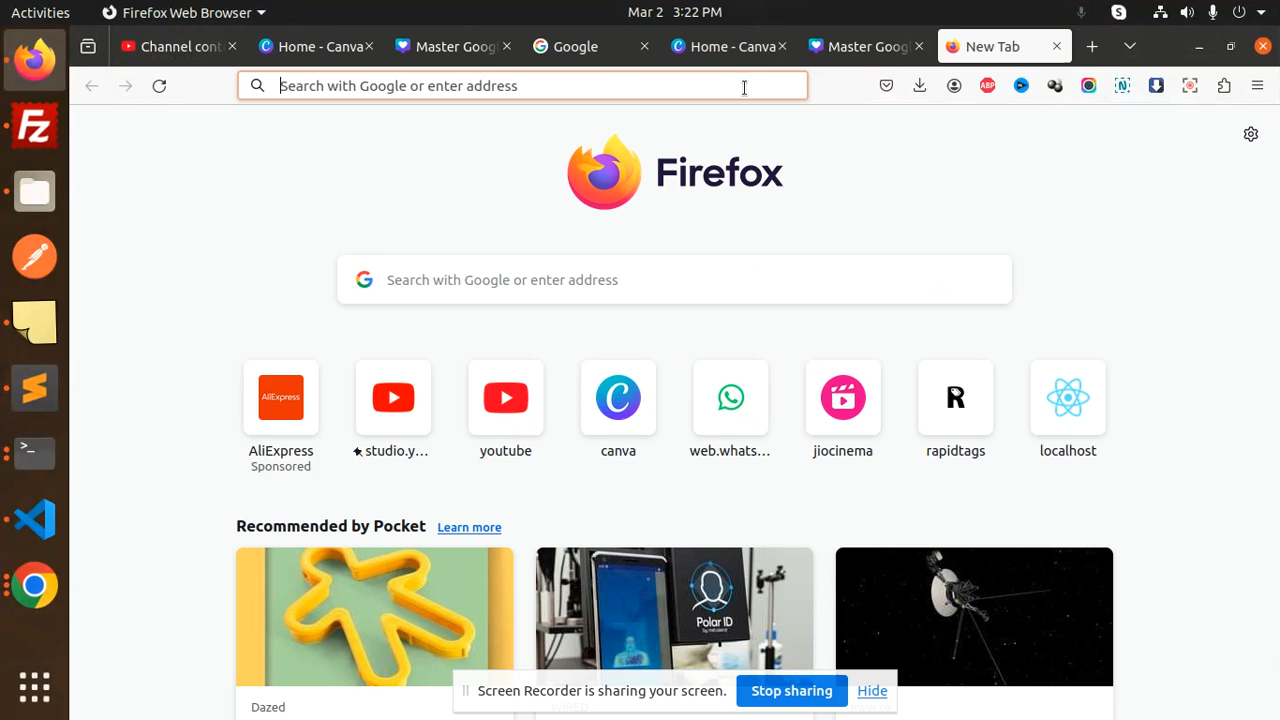 Activities
Firefox Web Browser
Mar 2 3:22 PM
Channel cont
Home - Canva
Master Goog
Google
Home - Canva
Master Goog
New Tab
Search with Google or enter address
ABP
N
Firefox
Search with Google or enter address
AliExpress
AliExpress
Sponsored
studio.y...
youtube
canva
web.whats...
jiocinema
rapidtags
localhost
Recommended by Pocket
Learn more
Polar ID
Dazed
WIRED
Screen Recorder is sharing your screen.
Stop sharing
Hide